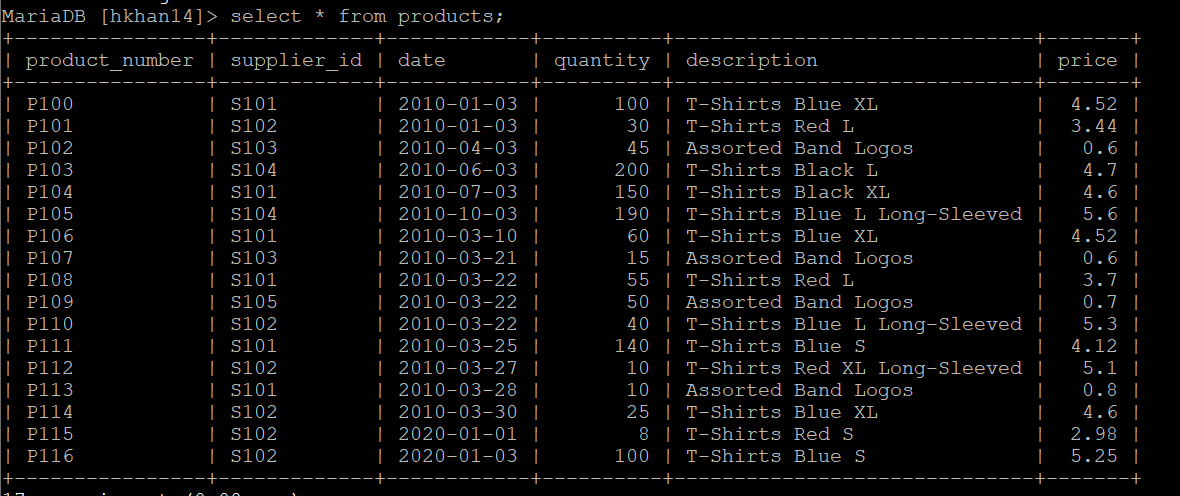 MariaDB [hkhan14]> select * from products;
+----------------+-------------+------------+----------+-----------------------------+-------+
| product_number | supplier_id | date       | quantity | description                 | price |
+----------------+-------------+------------+----------+-----------------------------+-------+
| P100           | S101        | 2010-01-03 |      100 | T-Shirts Blue XL            |  4.52 |
| P101           | S102        | 2010-01-03 |       30 | T-Shirts Red L              |  3.44 |
| P102           | S103        | 2010-04-03 |       45 | Assorted Band Logos         |   0.6 |
| P103           | S104        | 2010-06-03 |      200 | T-Shirts Black L            |   4.7 |
| P104           | S101        | 2010-07-03 |      150 | T-Shirts Black XL           |   4.6 |
| P105           | S104        | 2010-10-03 |      190 | T-Shirts Blue L Long-Sleeved |   5.6 |
| P106           | S101        | 2010-03-10 |       60 | T-Shirts Blue XL            |  4.52 |
| P107           | S103        | 2010-03-21 |       15 | Assorted Band Logos         |   0.6 |
| P108           | S101        | 2010-03-22 |       55 | T-Shirts Red L              |   3.7 |
| P109           | S105        | 2010-03-22 |       50 | Assorted Band Logos         |   0.7 |
| P110           | S102        | 2010-03-22 |       40 | T-Shirts Blue L Long-Sleeved |   5.3 |
| P111           | S101        | 2010-03-25 |      140 | T-Shirts Blue S             |  4.12 |
| P112           | S102        | 2010-03-27 |       10 | T-Shirts Red XL Long-Sleeved |   5.1 |
| P113           | S101        | 2010-03-28 |       10 | Assorted Band Logos         |   0.8 |
| P114           | S102        | 2010-03-30 |       25 | T-Shirts Blue XL            |   4.6 |
| P115           | S102        | 2020-01-01 |        8 | T-Shirts Red S              |  2.98 |
| P116           | S102        | 2020-01-03 |      100 | T-Shirts Blue S             |  5.25 |
+----------------+-------------+------------+----------+-----------------------------+-------+